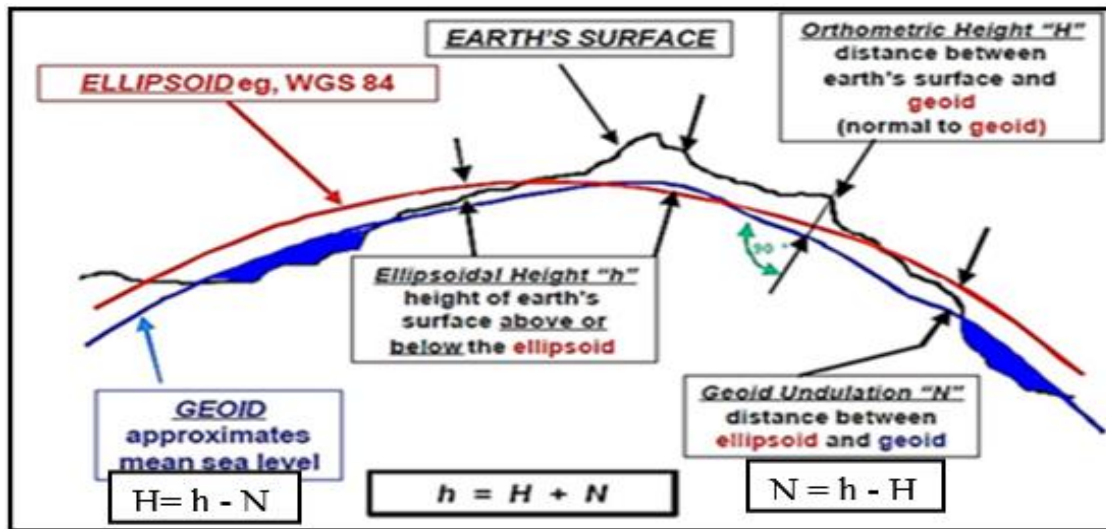 EARTH'S SURFACE
Orthometric Height "H"
distance between
earth's surface and
geoid
(normal to geoid)
ELLIPSOID eg, WGS 84
90°
Ellipsoidal Height "h"
height of earth's
surface above or
below the ellipsoid
GEOID
approximates
mean sea level
Geoid Undulation "N"
distance between
ellipsoid and geoid
H= h - N
h = H + N
N = h - H